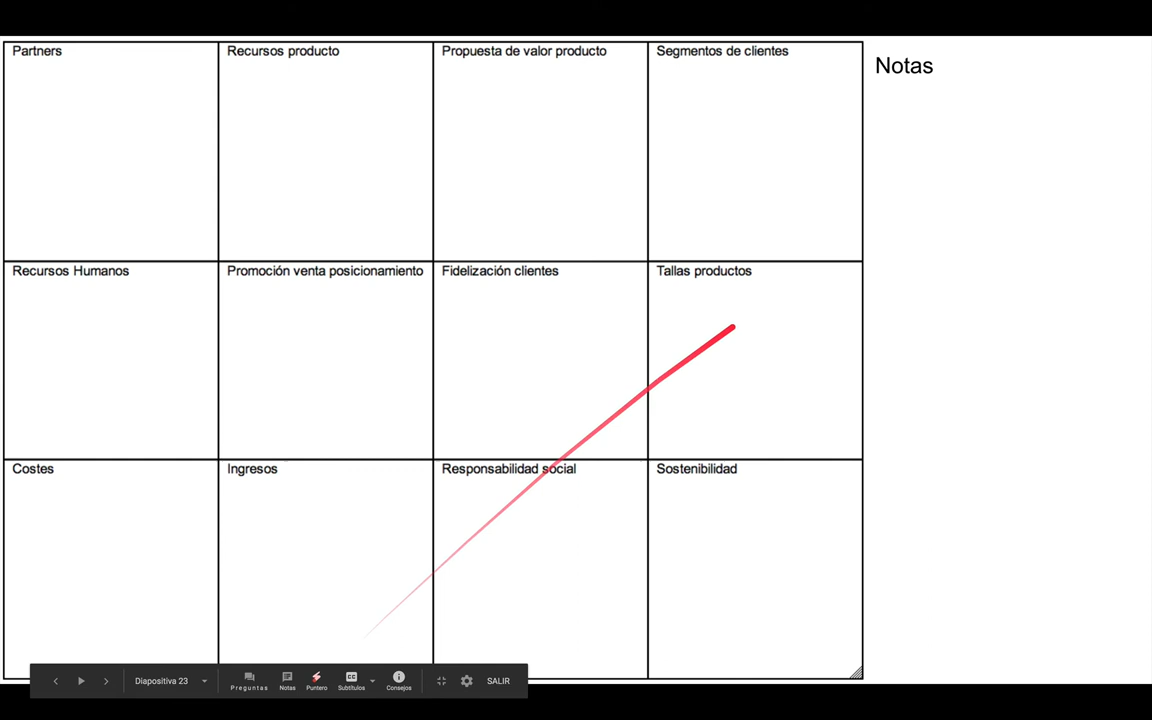 Partners
Recursos producto
Propuesta de valor producto
Segmentos de clientes
Notas
Recursos Humanos
Promoción venta posicionamiento
Fidelización clientes
Tallas productos
Costes
Ingresos
Responsabilidad social
Sostenibilidad
Diapositiva 23
Preguntas
Notas
Puntero
CC
Subtítulos
Consejos
SALIR